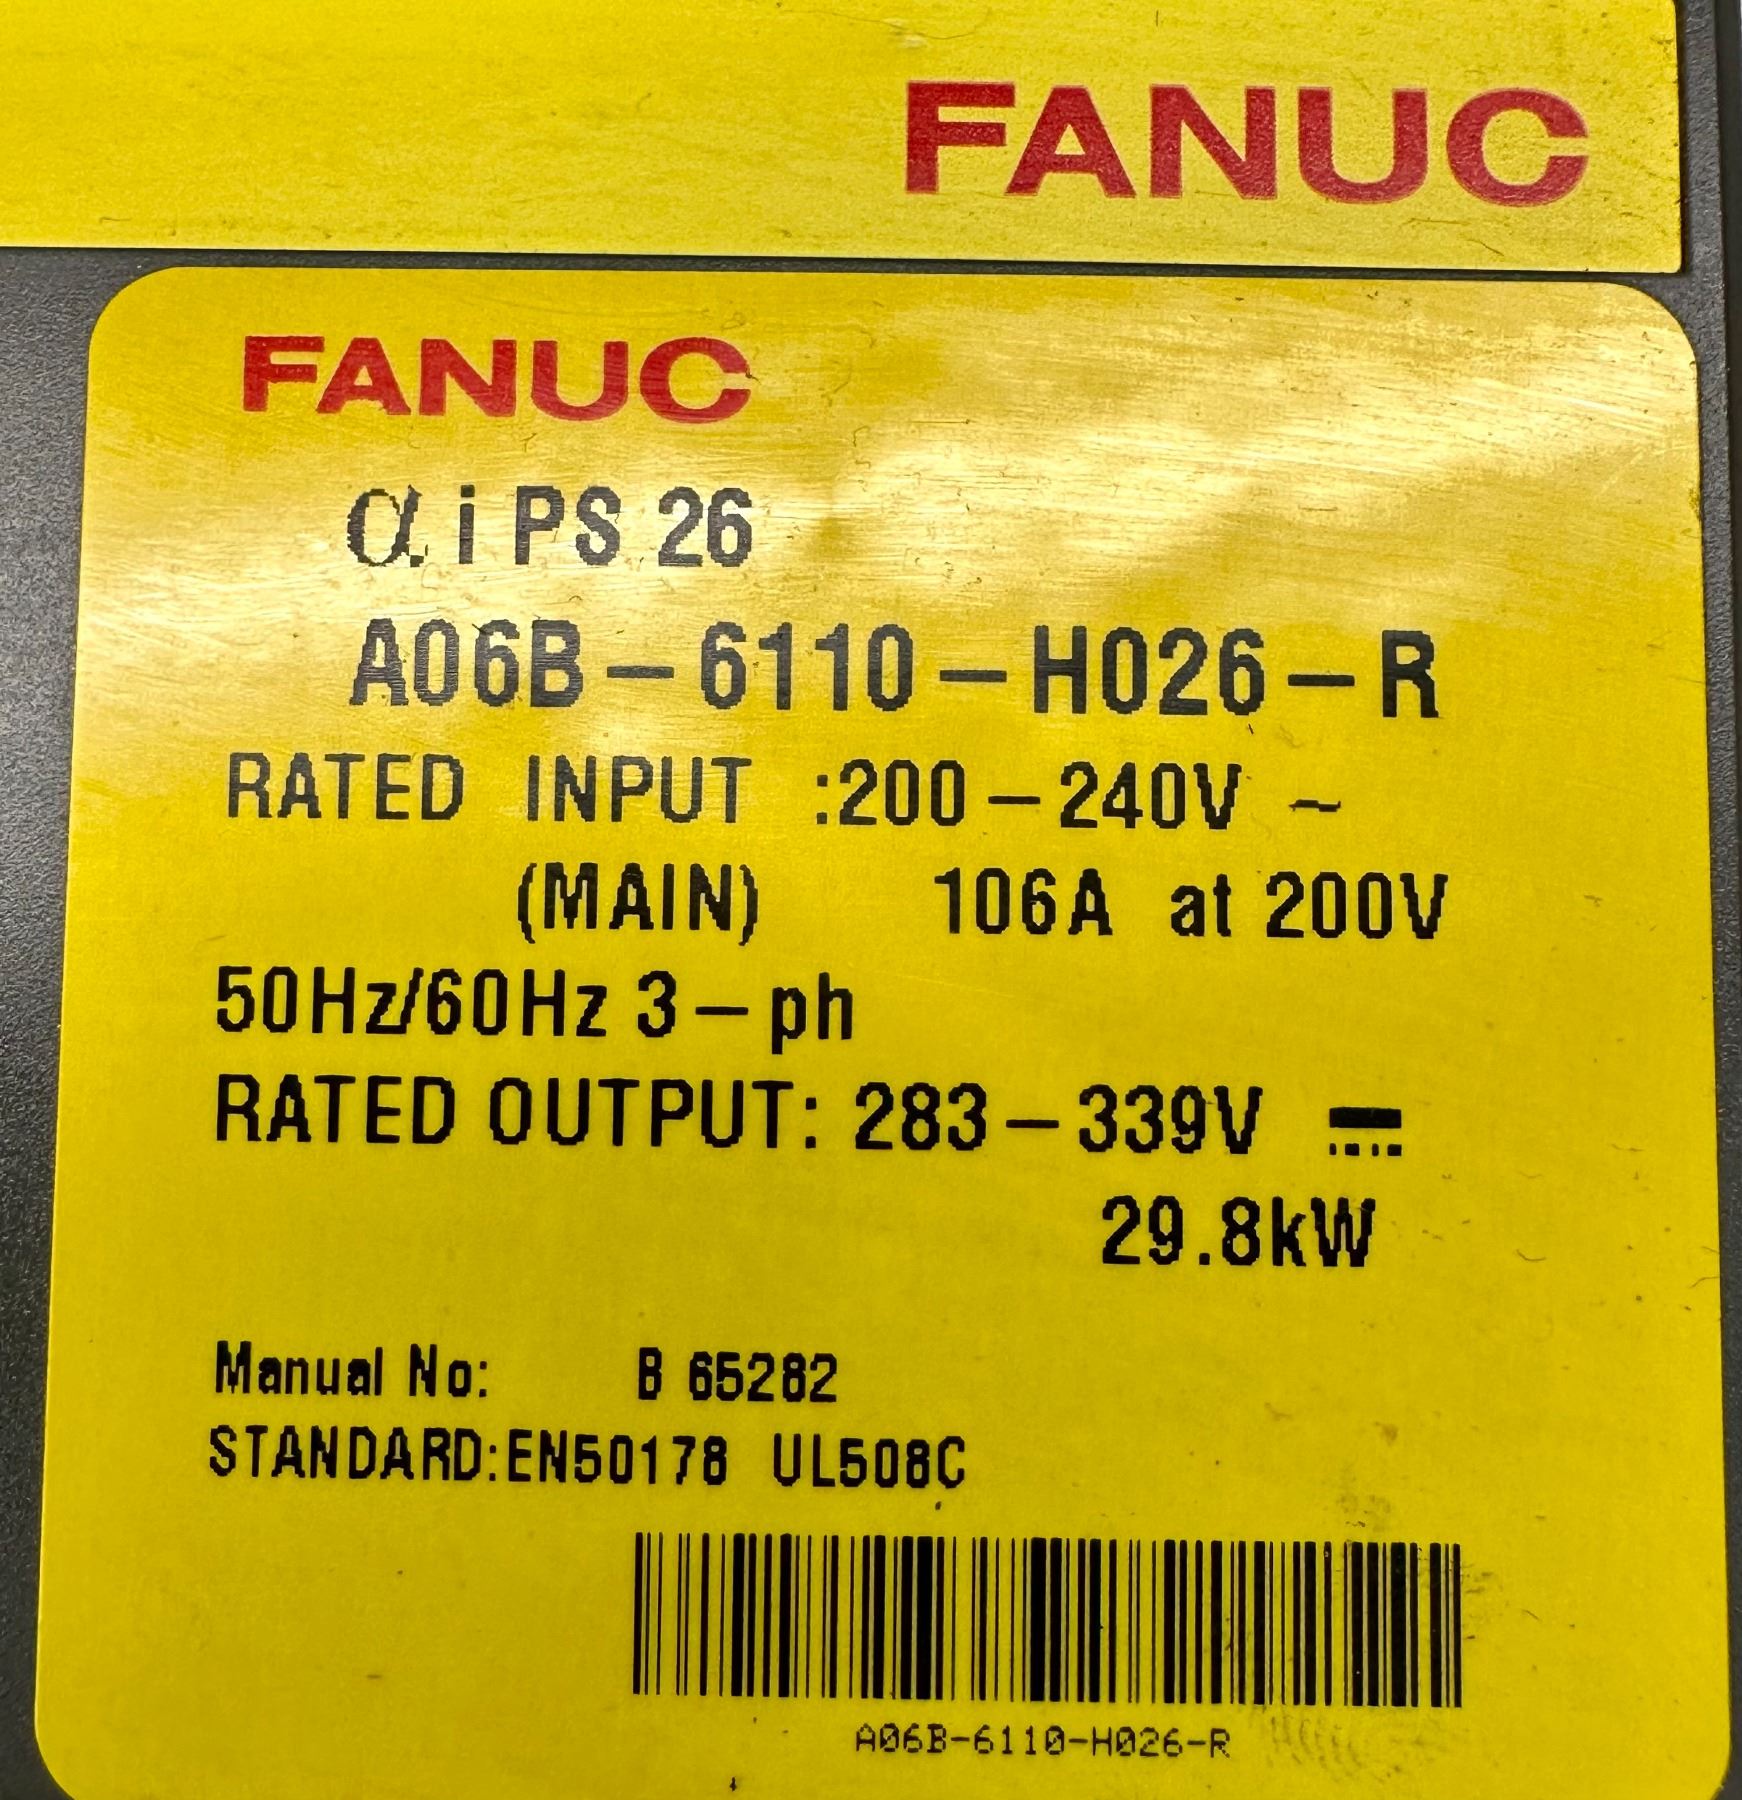 FANUC
FANUC
αi PS 26
A06B-6110-H026-R
RATED INPUT :200-240V ~
(MAIN) 106A at 200V
50Hz/60Hz 3-ph
RATED OUTPUT: 283-339V ⎓
29.8kW
Manual No: B 65282
STANDARD:EN50178 UL508C
A06B-6110-H026-R